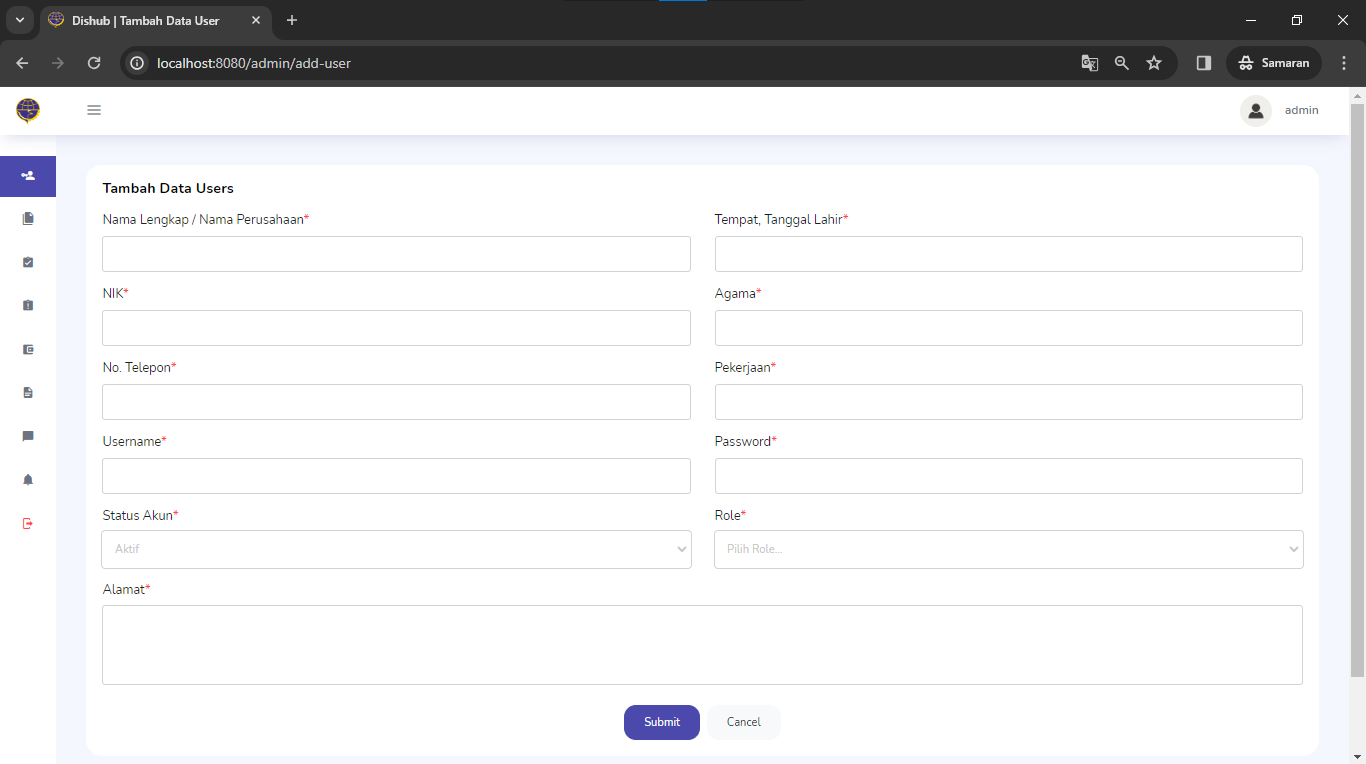 Dishub | Tambah Data User
localhost:8080/admin/add-user
Samaran
admin
Tambah Data Users
Nama Lengkap / Nama Perusahaan*
Tempat, Tanggal Lahir*
NIK*
Agama*
No. Telepon*
Pekerjaan*
Username*
Password*
Status Akun*
Role*
Aktif
Pilih Role...
Alamat*
Submit
Cancel